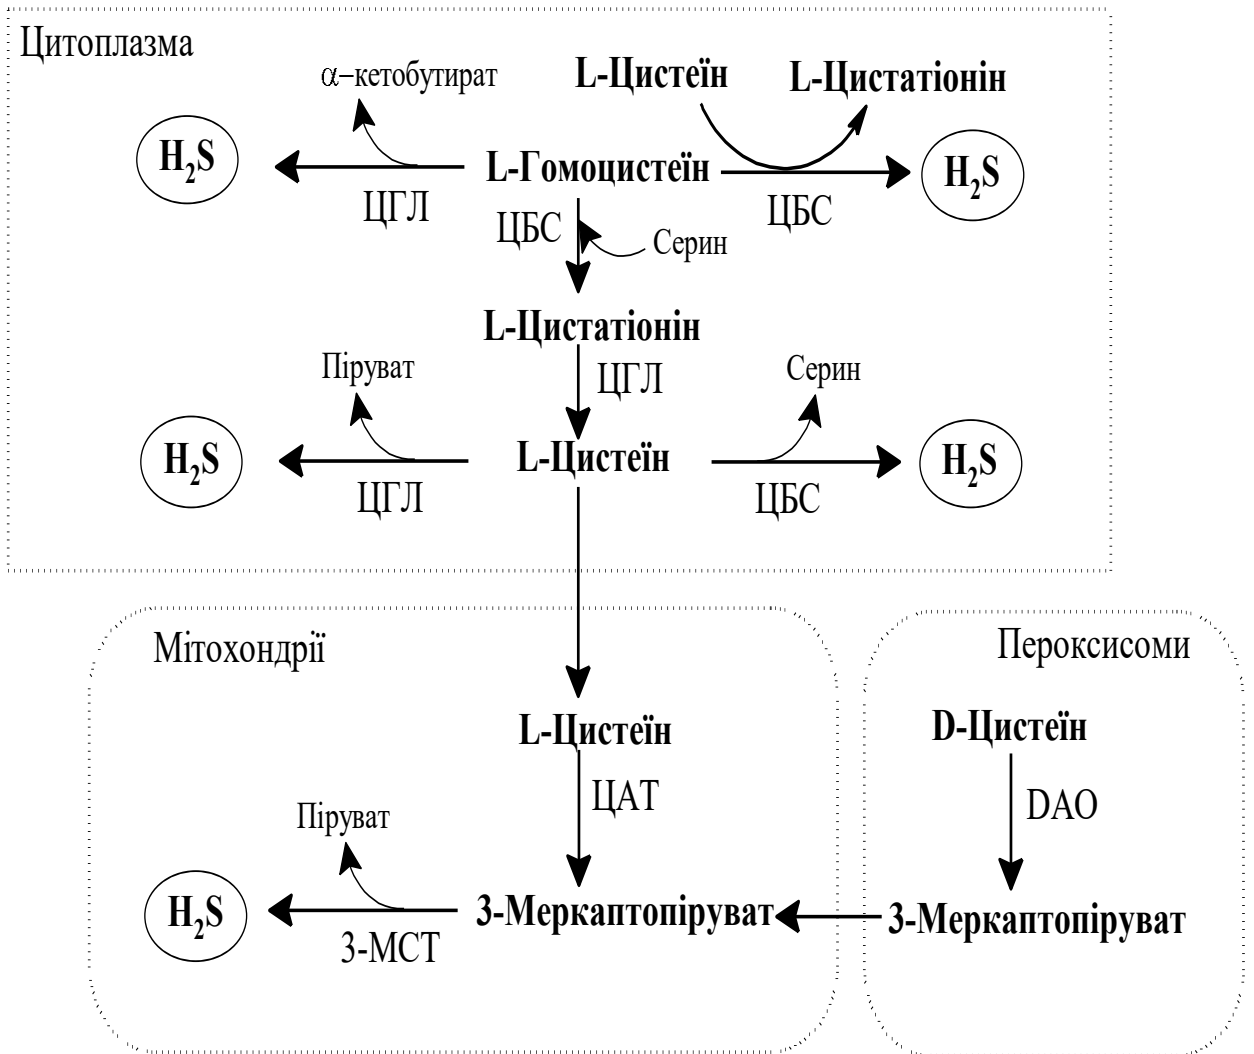 Цитоплазма
α–кетобутират
L-Цистеїн
L-Цистатіонін
H2S
L-Гомоцистеїн
H2S
ЦГЛ
ЦБС
ЦБС
Серин
L-Цистатіонін
Піруват
ЦГЛ
Серин
H2S
L-Цистеїн
H2S
ЦГЛ
ЦБС
Мітохондрії
Пероксисоми
L-Цистеїн
D-Цистеїн
ЦАТ
DAO
Піруват
H2S
3-Меркаптопіруват
3-Меркаптопіруват
3-МСТ